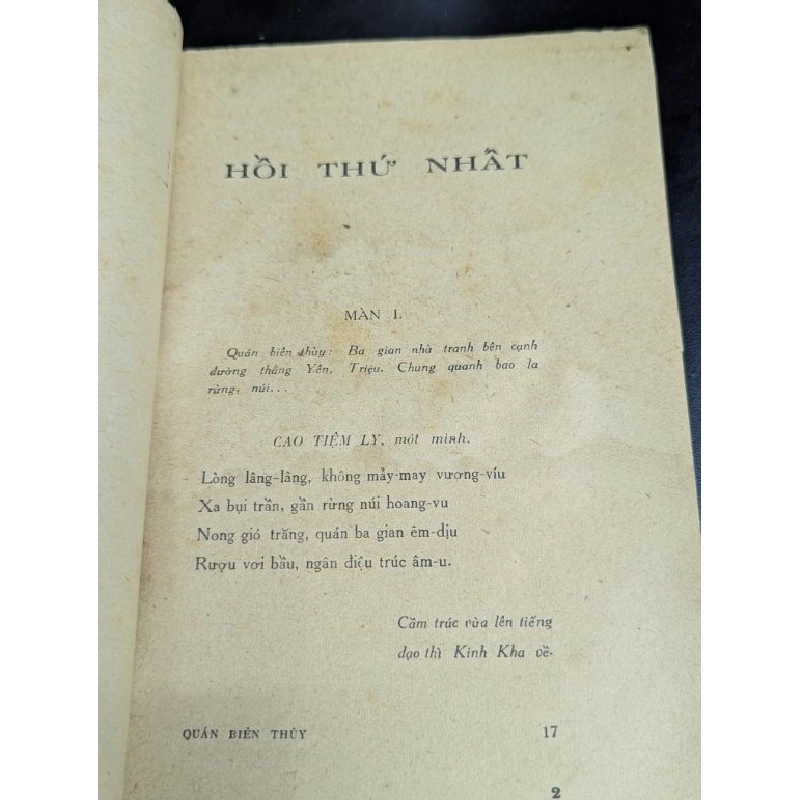 HỒI THỨ NHẤT
MÀN I.
Quán biên thùy: Ba gian nhà tranh bên cạnh
đường thẳng Yên, Triệu. Chung quanh bao la
rừng, núi...
CAO TIỆM LY, một mình.
Lòng lâng-lâng, không mảy-may vương-víu
Xa bụi trần, gần rừng núi hoang-vu
Nong gió trăng, quán ba gian êm-dịu
Rượu vơi bầu, ngân điệu trúc âm-u.
Cầm trúc vừa lên tiếng
dạo thì Kinh Kha về.
QUÁN BIÊN THÙY 17
2